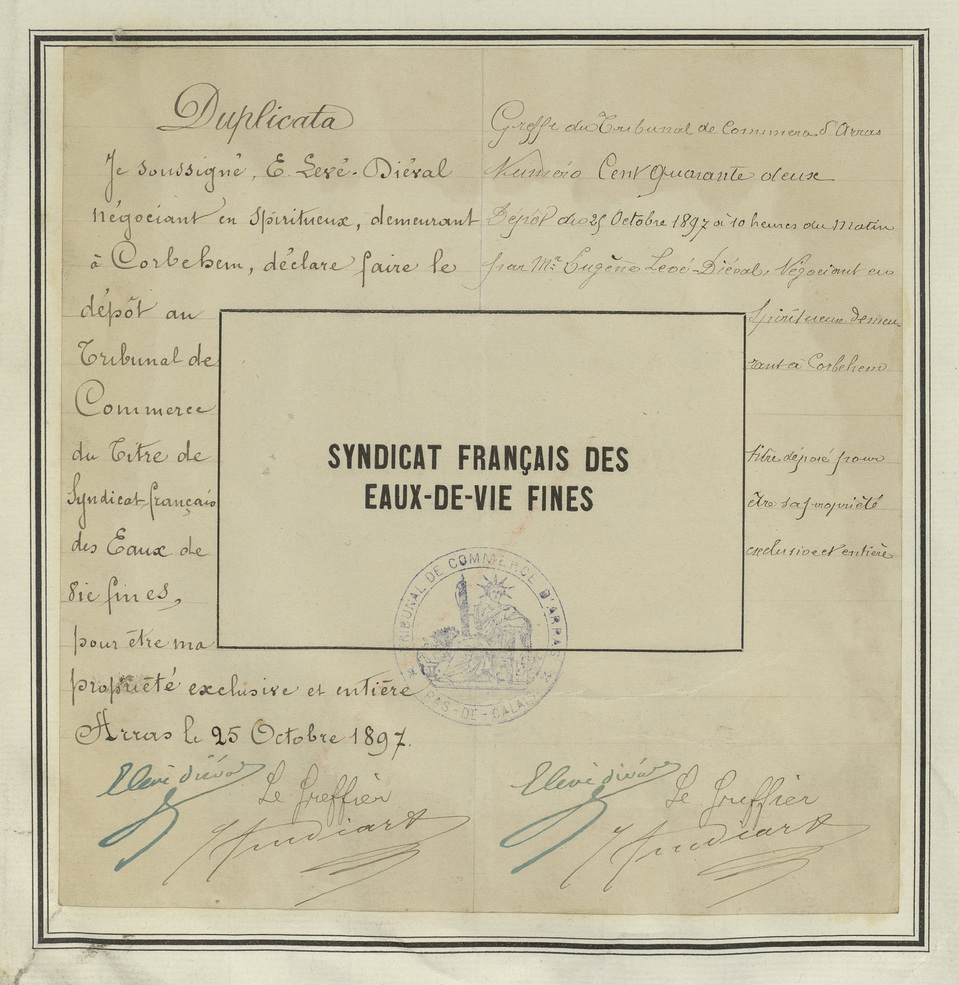 Duplicata
Je soussigné, E. Levé-Diéval
négociant en Spiritueux, demeurant
à Corbehem, déclare faire le
dépôt au
Tribunal de
Commerce
du Titre de
Syndicat français
des Eaux de
Vie fines,
pour être ma
propriété exclusive et entière
Arras le 25 Octobre 1897.
Greffe du Tribunal de Commerce d'Arras
Numéro Cent quarante deux
Dépôt du 25 Octobre 1897 à 10 heures du Matin
par Mr Eugène Levé-Diéval, Négociant en
Spiritueux demeu-
rant à Corbehem
titre déposé pour
être sa propriété
exclusive et entière
SYNDICAT FRANÇAIS DES
EAUX-DE-VIE FINES
TRIBUNAL DE COMMERCE D'ARRAS
PAS-DE-CALAIS
E Levé diéval
Le Greffier
E Levé diéval
Le Greffier